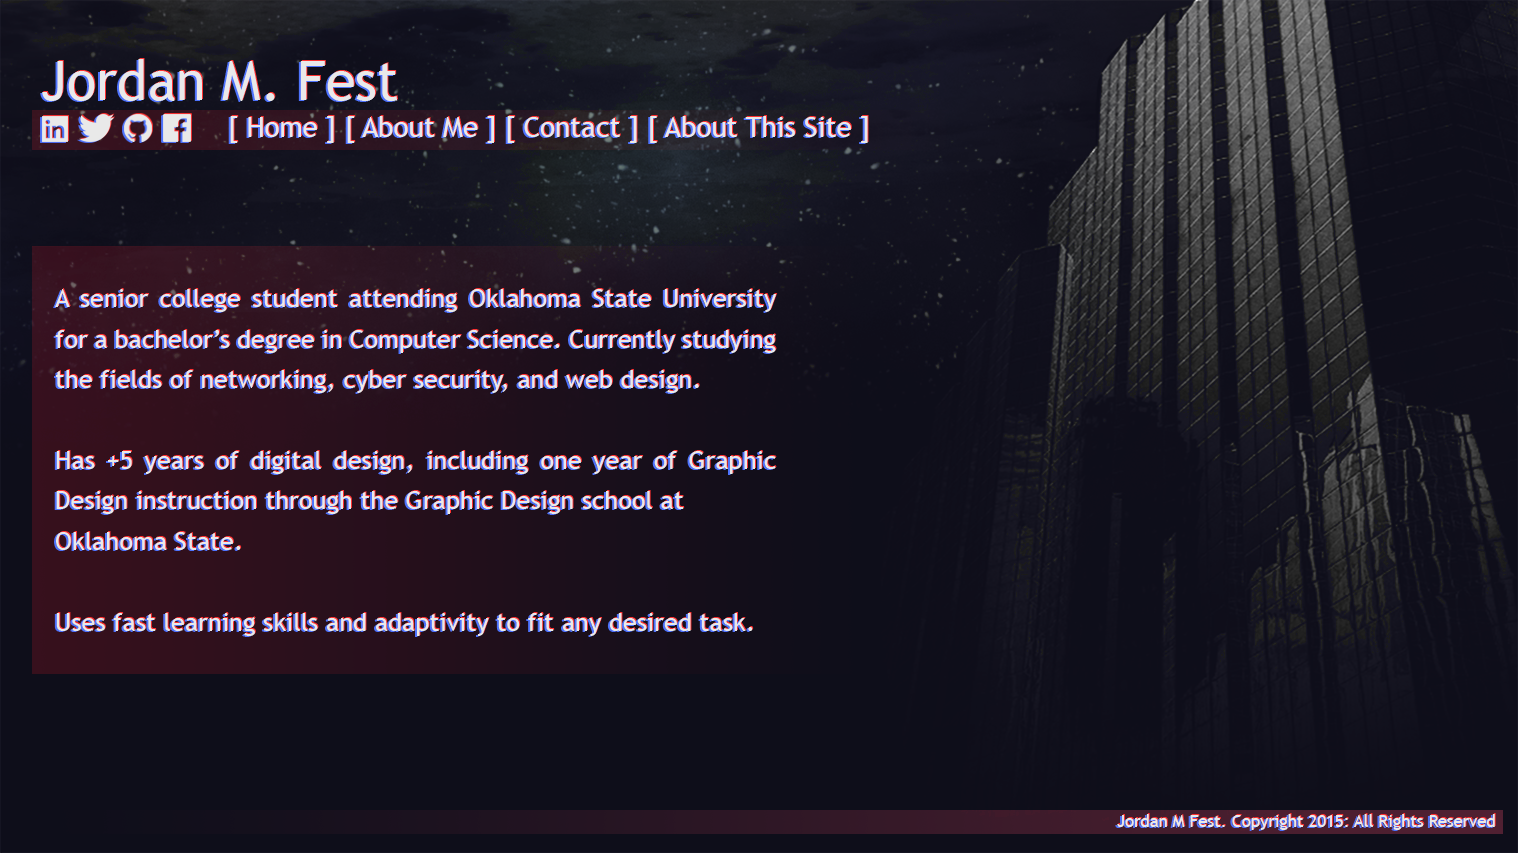 Jordan M. Fest
[ Home ] [ About Me ] [ Contact ] [ About This Site ]
A senior college student attending Oklahoma State University
for a bachelor’s degree in Computer Science. Currently studying
the fields of networking, cyber security, and web design.
Has +5 years of digital design, including one year of Graphic
Design instruction through the Graphic Design school at
Oklahoma State.
Uses fast learning skills and adaptivity to fit any desired task.
Jordan M Fest. Copyright 2015: All Rights Reserved